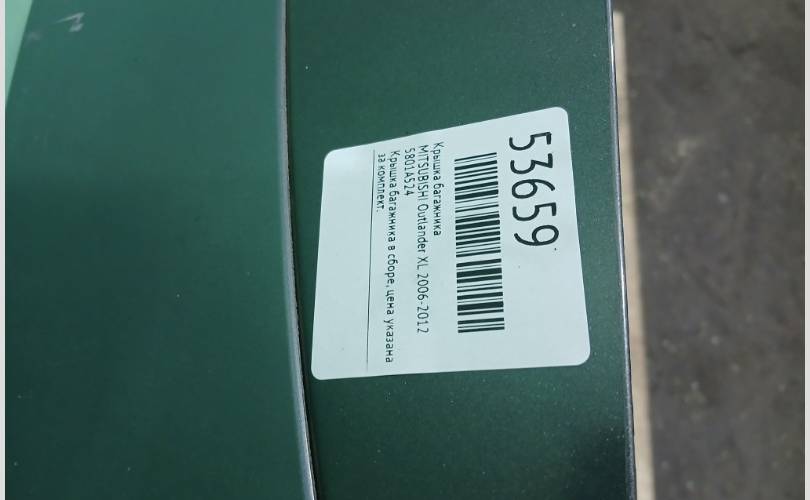 53659
Крышка багажника
MITSUBISHI Outlander XL 2006-2012
5801A524
Крышка багажника в сборе, цена указана
за комплект.